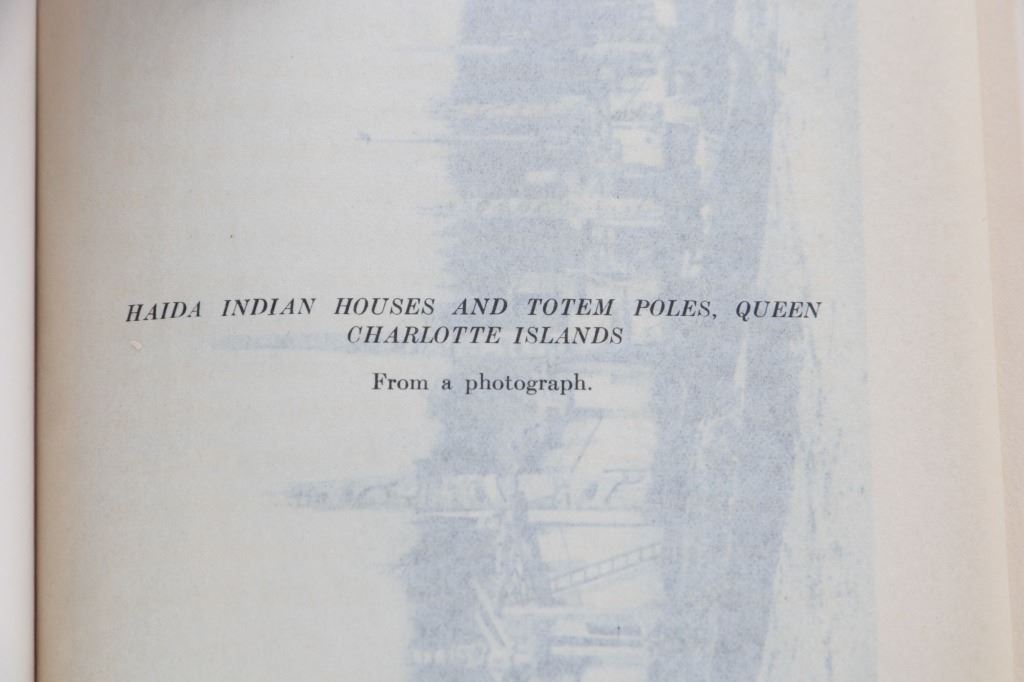 HAIDA INDIAN HOUSES AND TOTEM POLES, QUEEN
CHARLOTTE ISLANDS
From a photograph.